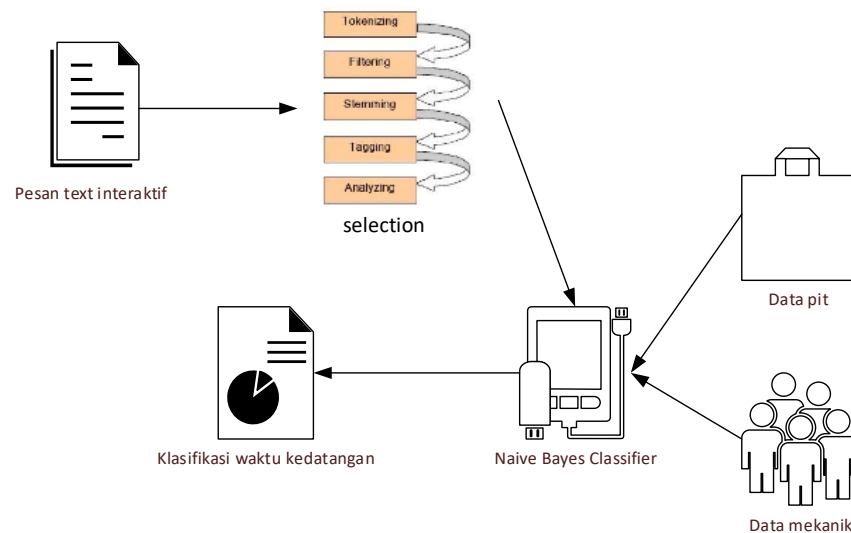 Tokenizing
Filtering
Stemming
Tagging
Analyzing
selection
Pesan text interaktif
Data pit
Klasifikasi waktu kedatangan
Naive Bayes Classifier
Data mekanik